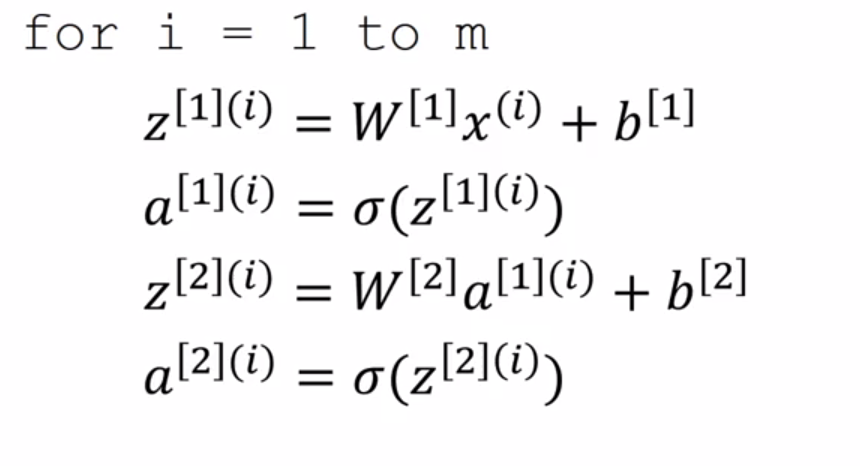 for i = 1 to m
z^{[1](i)} = W^{[1]}x^{(i)} + b^{[1]}
a^{[1](i)} = σ(z^{[1](i)})
z^{[2](i)} = W^{[2]}a^{[1](i)} + b^{[2]}
a^{[2](i)} = σ(z^{[2](i)})